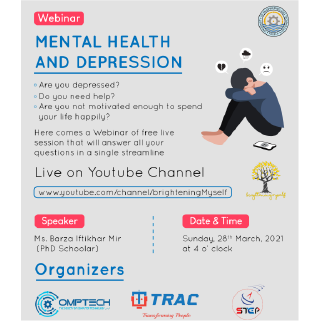 Webinar
MENTAL HEALTH
AND DEPRESSION
Are you depressed?
Do you need help?
Are you not motivated enough to spend
your life happily?
Here comes a Webinar of free live
session that will answer all your
questions in a single streamline
Live on Youtube Channel
www.youtube.com/channel/brighteningMyself
Speaker
Ms. Barza Iftikhar Mir
(PhD Schoolar)
Date & Time
Sunday, 28th March, 2021
at 4 o' clock
Organizers
OMPTECH
TRAC
Transforming People
STEP